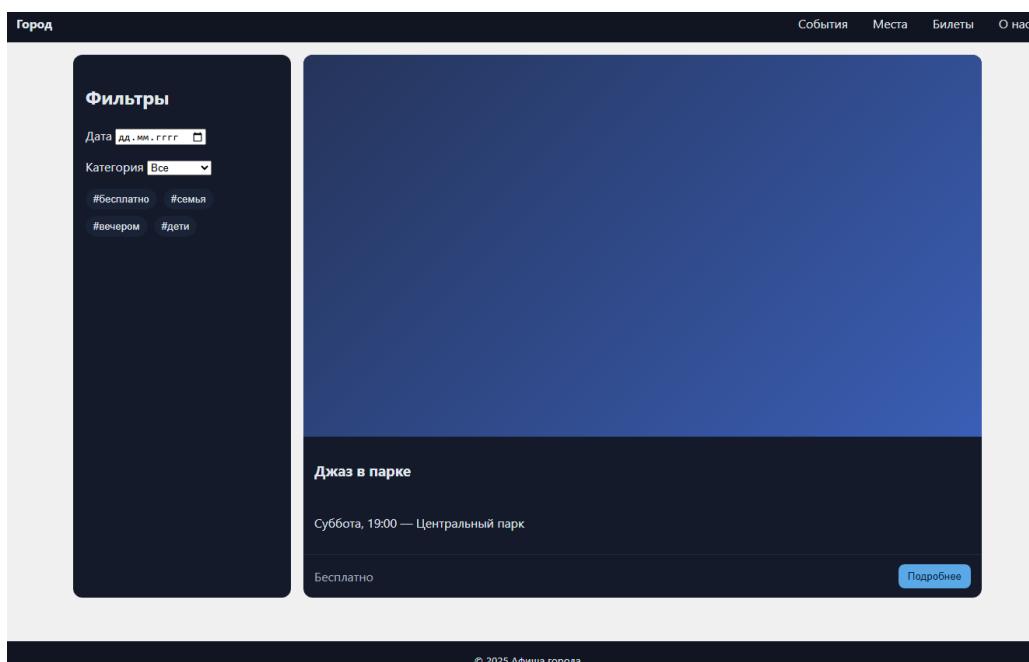 Город
События Места Билеты О нас
Фильтры
Дата дд.мм.гггг
Категория Все
#бесплатно #семья
#вечером #дети
Джаз в парке
Суббота, 19:00 — Центральный парк
Бесплатно
Подробнее
© 2025 Афиша города